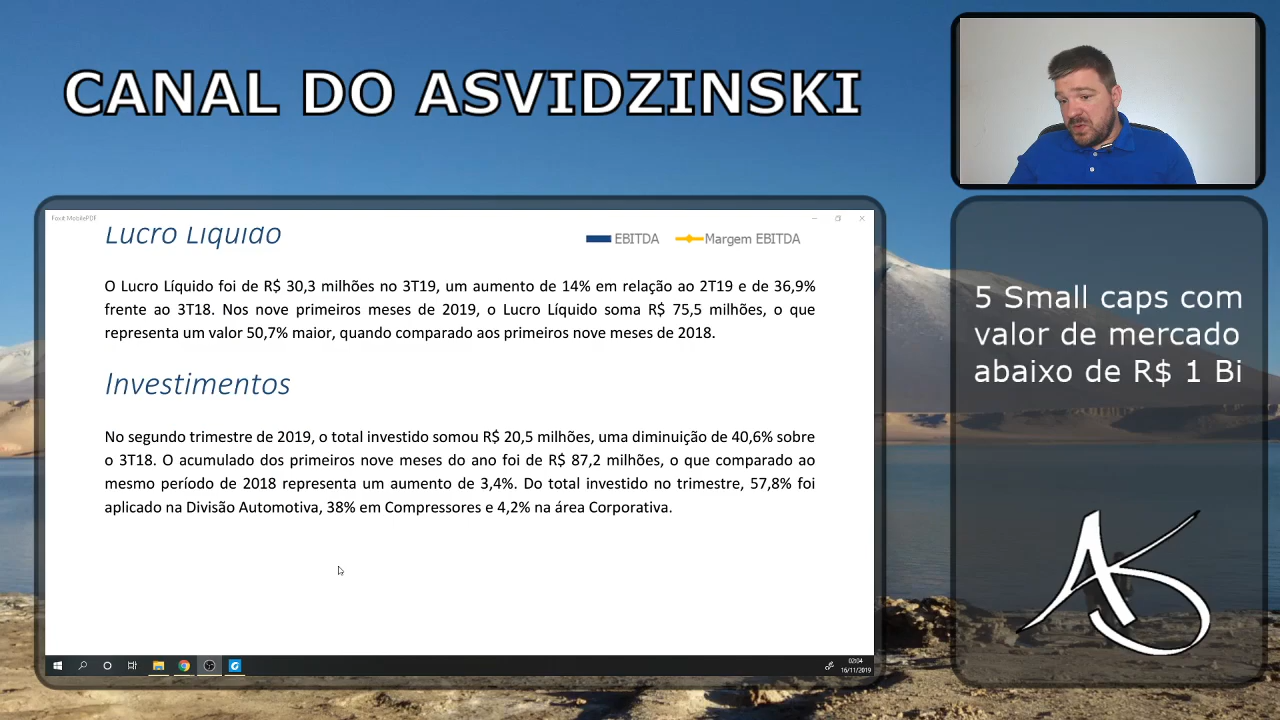 CANAL DO ASVIDZINSKI
Foxit MobilePDF
Lucro Líquido
EBITDA
Margem EBITDA
O Lucro Líquido foi de R$ 30,3 milhões no 3T19, um aumento de 14% em relação ao 2T19 e de 36,9%
frente ao 3T18. Nos nove primeiros meses de 2019, o Lucro Líquido soma R$ 75,5 milhões, o que
representa um valor 50,7% maior, quando comparado aos primeiros nove meses de 2018.
Investimentos
No segundo trimestre de 2019, o total investido somou R$ 20,5 milhões, uma diminuição de 40,6% sobre
o 3T18. O acumulado dos primeiros nove meses do ano foi de R$ 87,2 milhões, o que comparado ao
mesmo período de 2018 representa um aumento de 3,4%. Do total investido no trimestre, 57,8% foi
aplicado na Divisão Automotiva, 38% em Compressores e 4,2% na área Corporativa.
02:04
16/11/2019
5 Small caps com
valor de mercado
abaixo de R$ 1 Bi